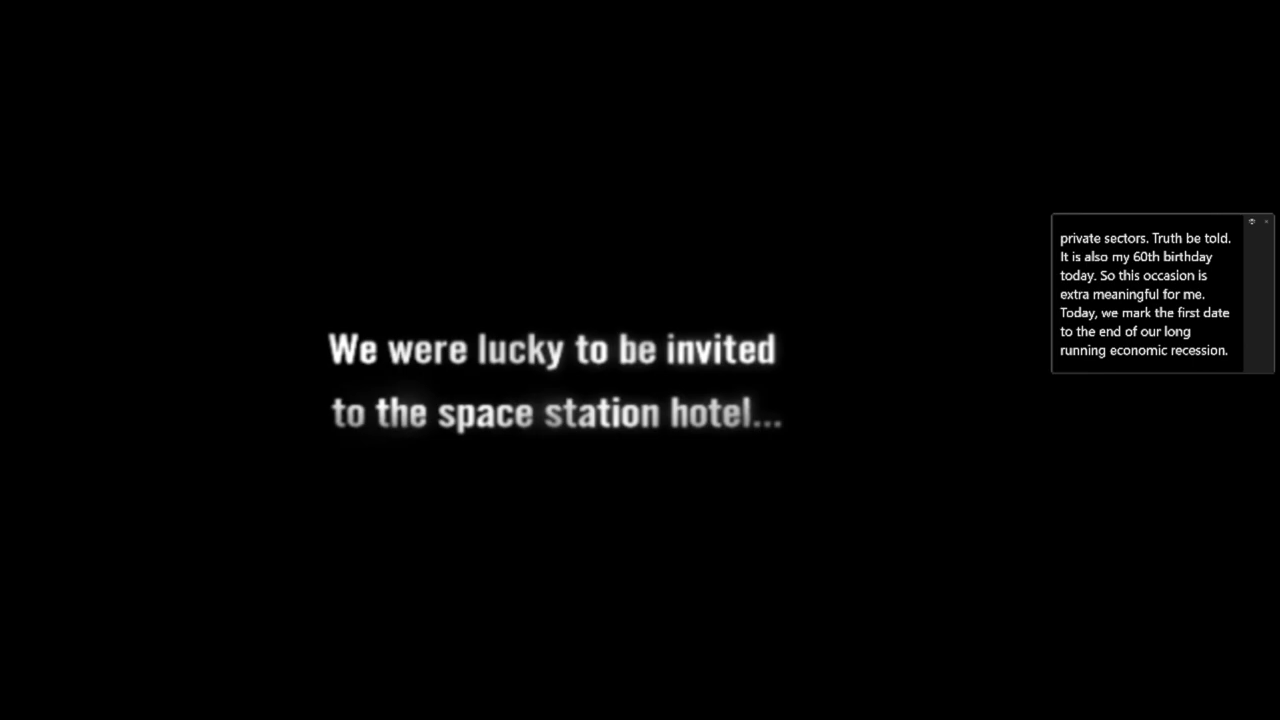 We were lucky to be invited
to the space station hotel...
private sectors. Truth be told.
It is also my 60th birthday
today. So this occasion is
extra meaningful for me.
Today, we mark the first date
to the end of our long
running economic recession.